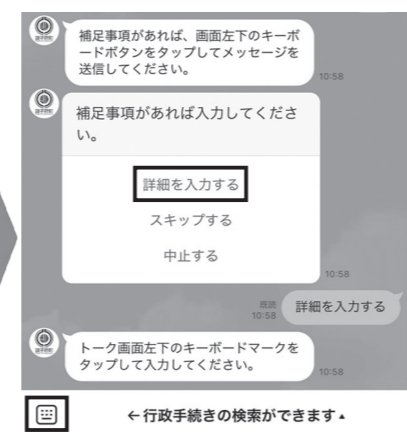 補足事項があれば、画面左下のキーボ
ードボタンをタップしてメッセージを
送信してください。
10:58
補足事項があれば入力してくださ
い。
詳細を入力する
スキップする
中止する
10:58
既読
10:58
詳細を入力する
トーク画面左下のキーボードマークを
タップして入力してください。
10:58
←行政手続きの検索ができます▲